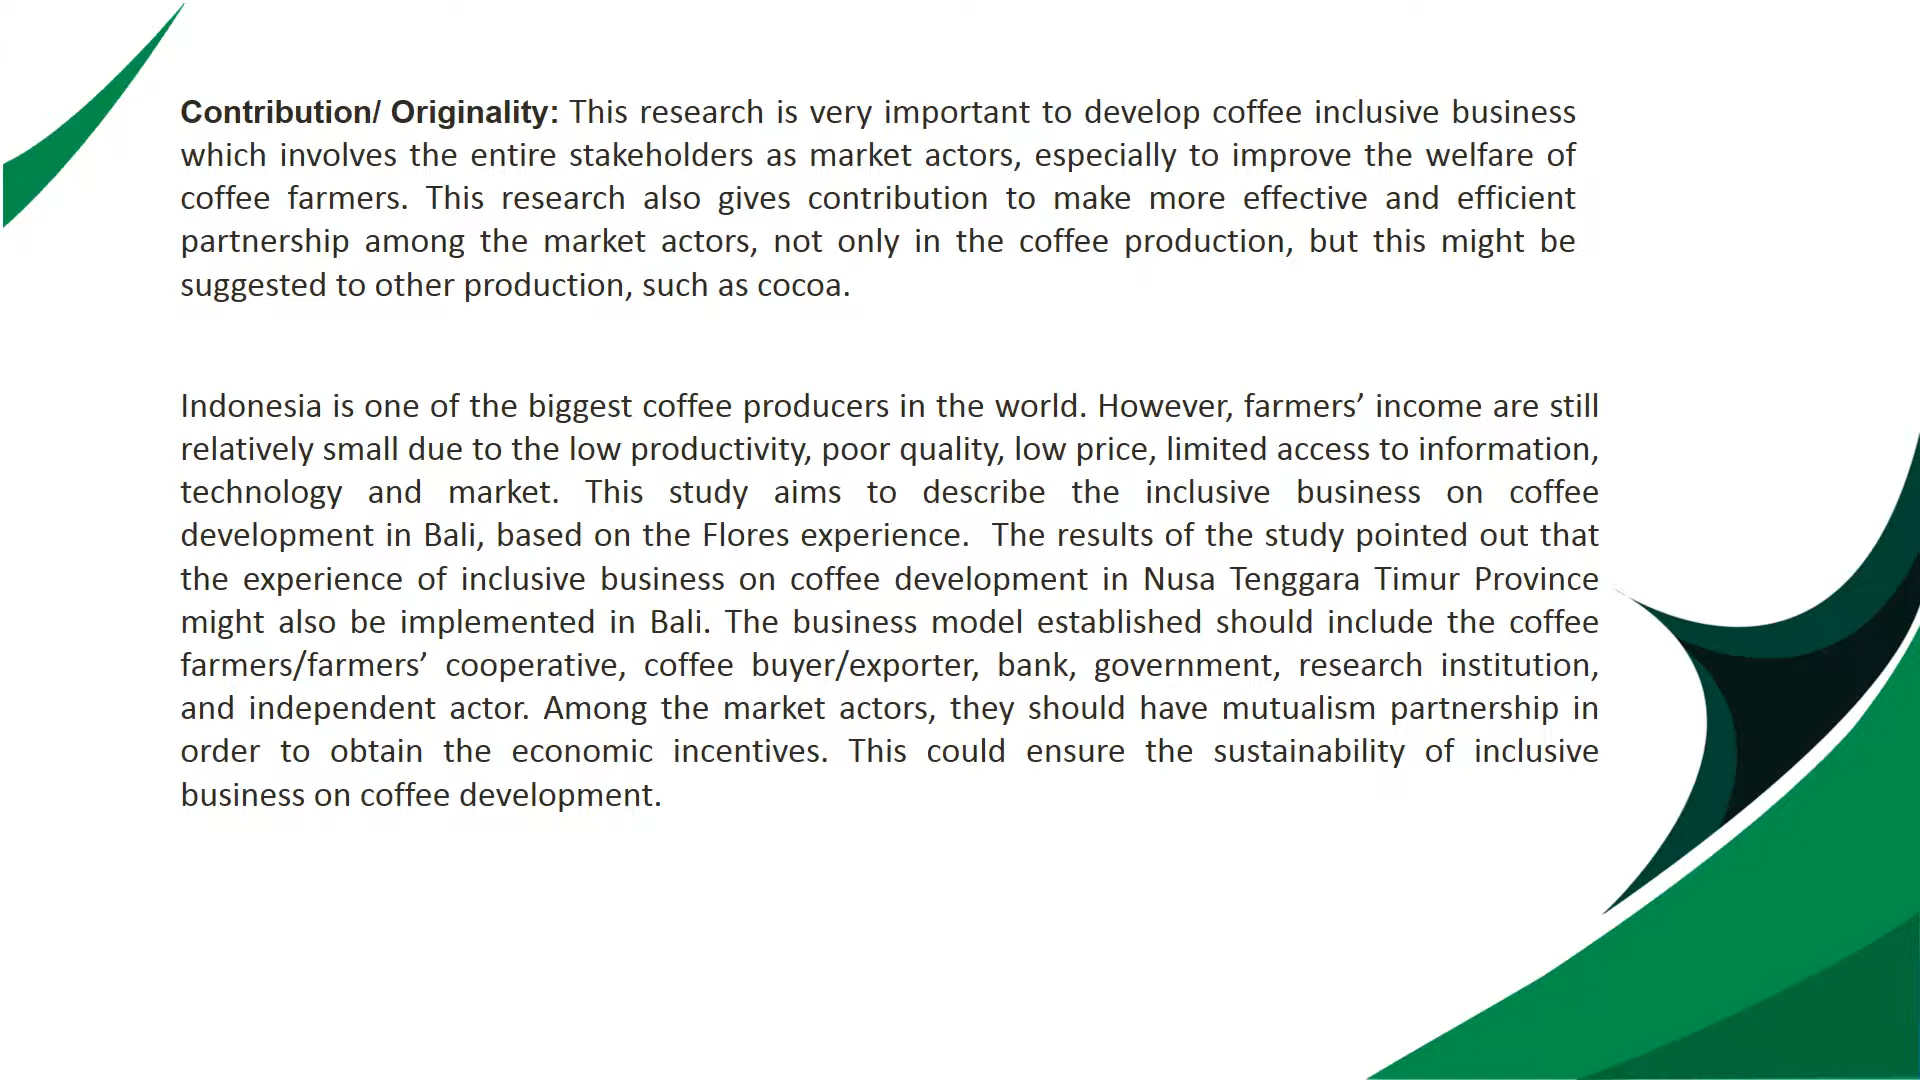 Contribution/ Originality: This research is very important to develop coffee inclusive business
which involves the entire stakeholders as market actors, especially to improve the welfare of
coffee farmers. This research also gives contribution to make more effective and efficient
partnership among the market actors, not only in the coffee production, but this might be
suggested to other production, such as cocoa.
Indonesia is one of the biggest coffee producers in the world. However, farmers’ income are still
relatively small due to the low productivity, poor quality, low price, limited access to information,
technology and market. This study aims to describe the inclusive business on coffee
development in Bali, based on the Flores experience.  The results of the study pointed out that
the experience of inclusive business on coffee development in Nusa Tenggara Timur Province
might also be implemented in Bali. The business model established should include the coffee
farmers/farmers’ cooperative, coffee buyer/exporter, bank, government, research institution,
and independent actor. Among the market actors, they should have mutualism partnership in
order to obtain the economic incentives. This could ensure the sustainability of inclusive
business on coffee development.